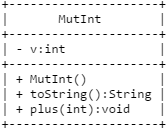 +----------------------+
|       MutInt         |
+----------------------+
| - v:int              |
+----------------------+
| + MutInt()           |
| + toString():String  |
| + plus(int):void     |
+----------------------+